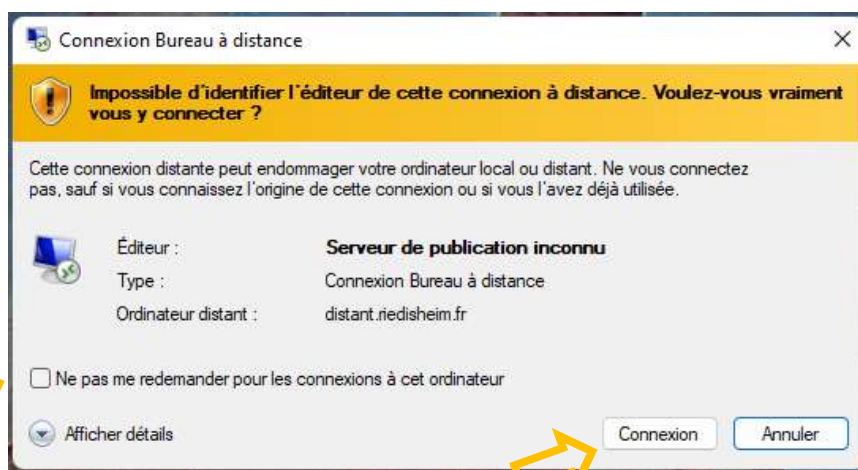 Connexion Bureau à distance
Impossible d'identifier l'éditeur de cette connexion à distance. Voulez-vous vraiment
vous y connecter ?
Cette connexion distante peut endommager votre ordinateur local ou distant. Ne vous connectez
pas, sauf si vous connaissez l'origine de cette connexion ou si vous l'avez déjà utilisée.
Éditeur : Serveur de publication inconnu
Type : Connexion Bureau à distance
Ordinateur distant : distant.riedisheim.fr
Ne pas me redemander pour les connexions à cet ordinateur
Afficher détails Connexion Annuler